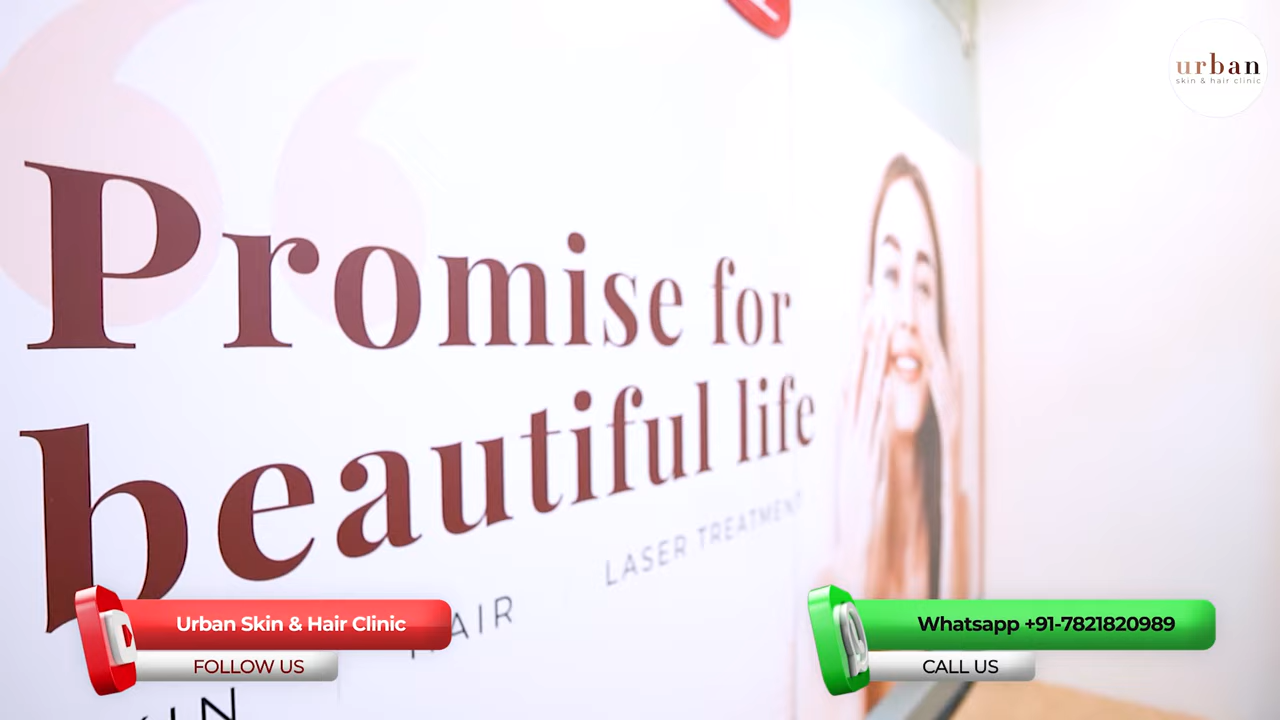 urban
skin & hair clinic
Promise for
beautiful life
LASER TREATMENT
Urban Skin & Hair Clinic
FOLLOW US
Whatsapp +91-7821820989
CALL US